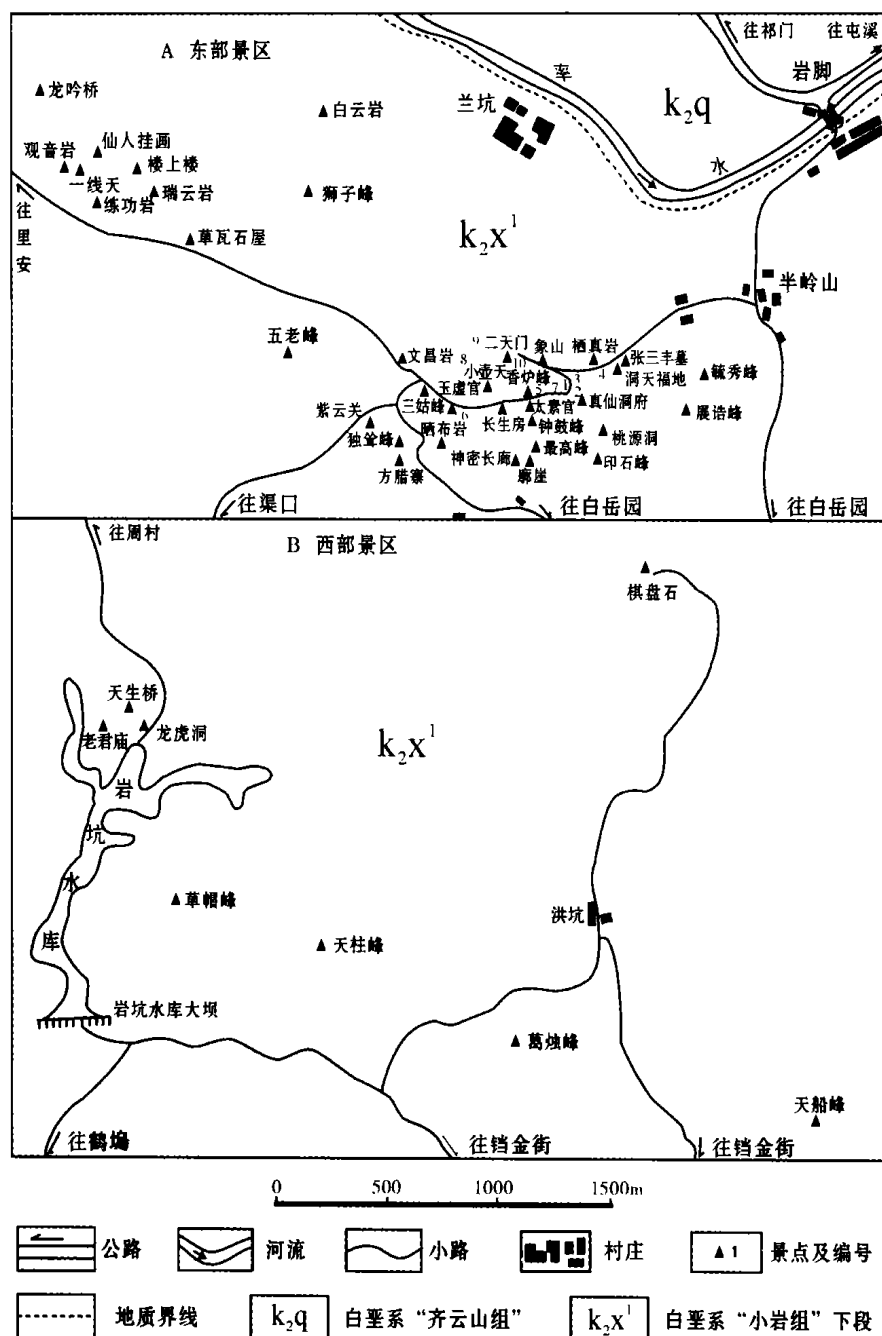 A 东部景区
往祁门 往屯溪
岩脚
龙吟桥
白云岩
兰坑
率
水
k₂q
仙人挂画
观音岩
楼上楼
一线天
瑞云岩
练功岩
狮子峰
往里安
草瓦石屋
k₂x¹
半岭山
五老峰
文昌岩
8
9
二天门
10
象山
栖真岩
张三丰墓
3
4
洞天福地
毓秀峰
小壶天
香炉峰
玉虚宫
5
7
1
2
真仙洞府
三姑峰
6
长生房
太素宫
展诰峰
紫云关
晒布岩
钟鼓峰
桃源洞
独耸峰
神密长廊
最高峰
方腊寨
廊崖
印石峰
往渠口
往白岳园
往白岳园
往周村
B 西部景区
棋盘石
天生桥
老君庙
龙虎洞
k₂x¹
岩
坑
水
库
草帽峰
天柱峰
洪坑
岩坑水库大坝
葛烛峰
天船峰
往鹤塢
往铛金街
往铛金街
0 500 1000 1500m
公路
河流
小路
村庄
1 景点及编号
地质界线
k₂q 白垩系“齐云山组”
k₂x¹ 白垩系“小岩组”下段